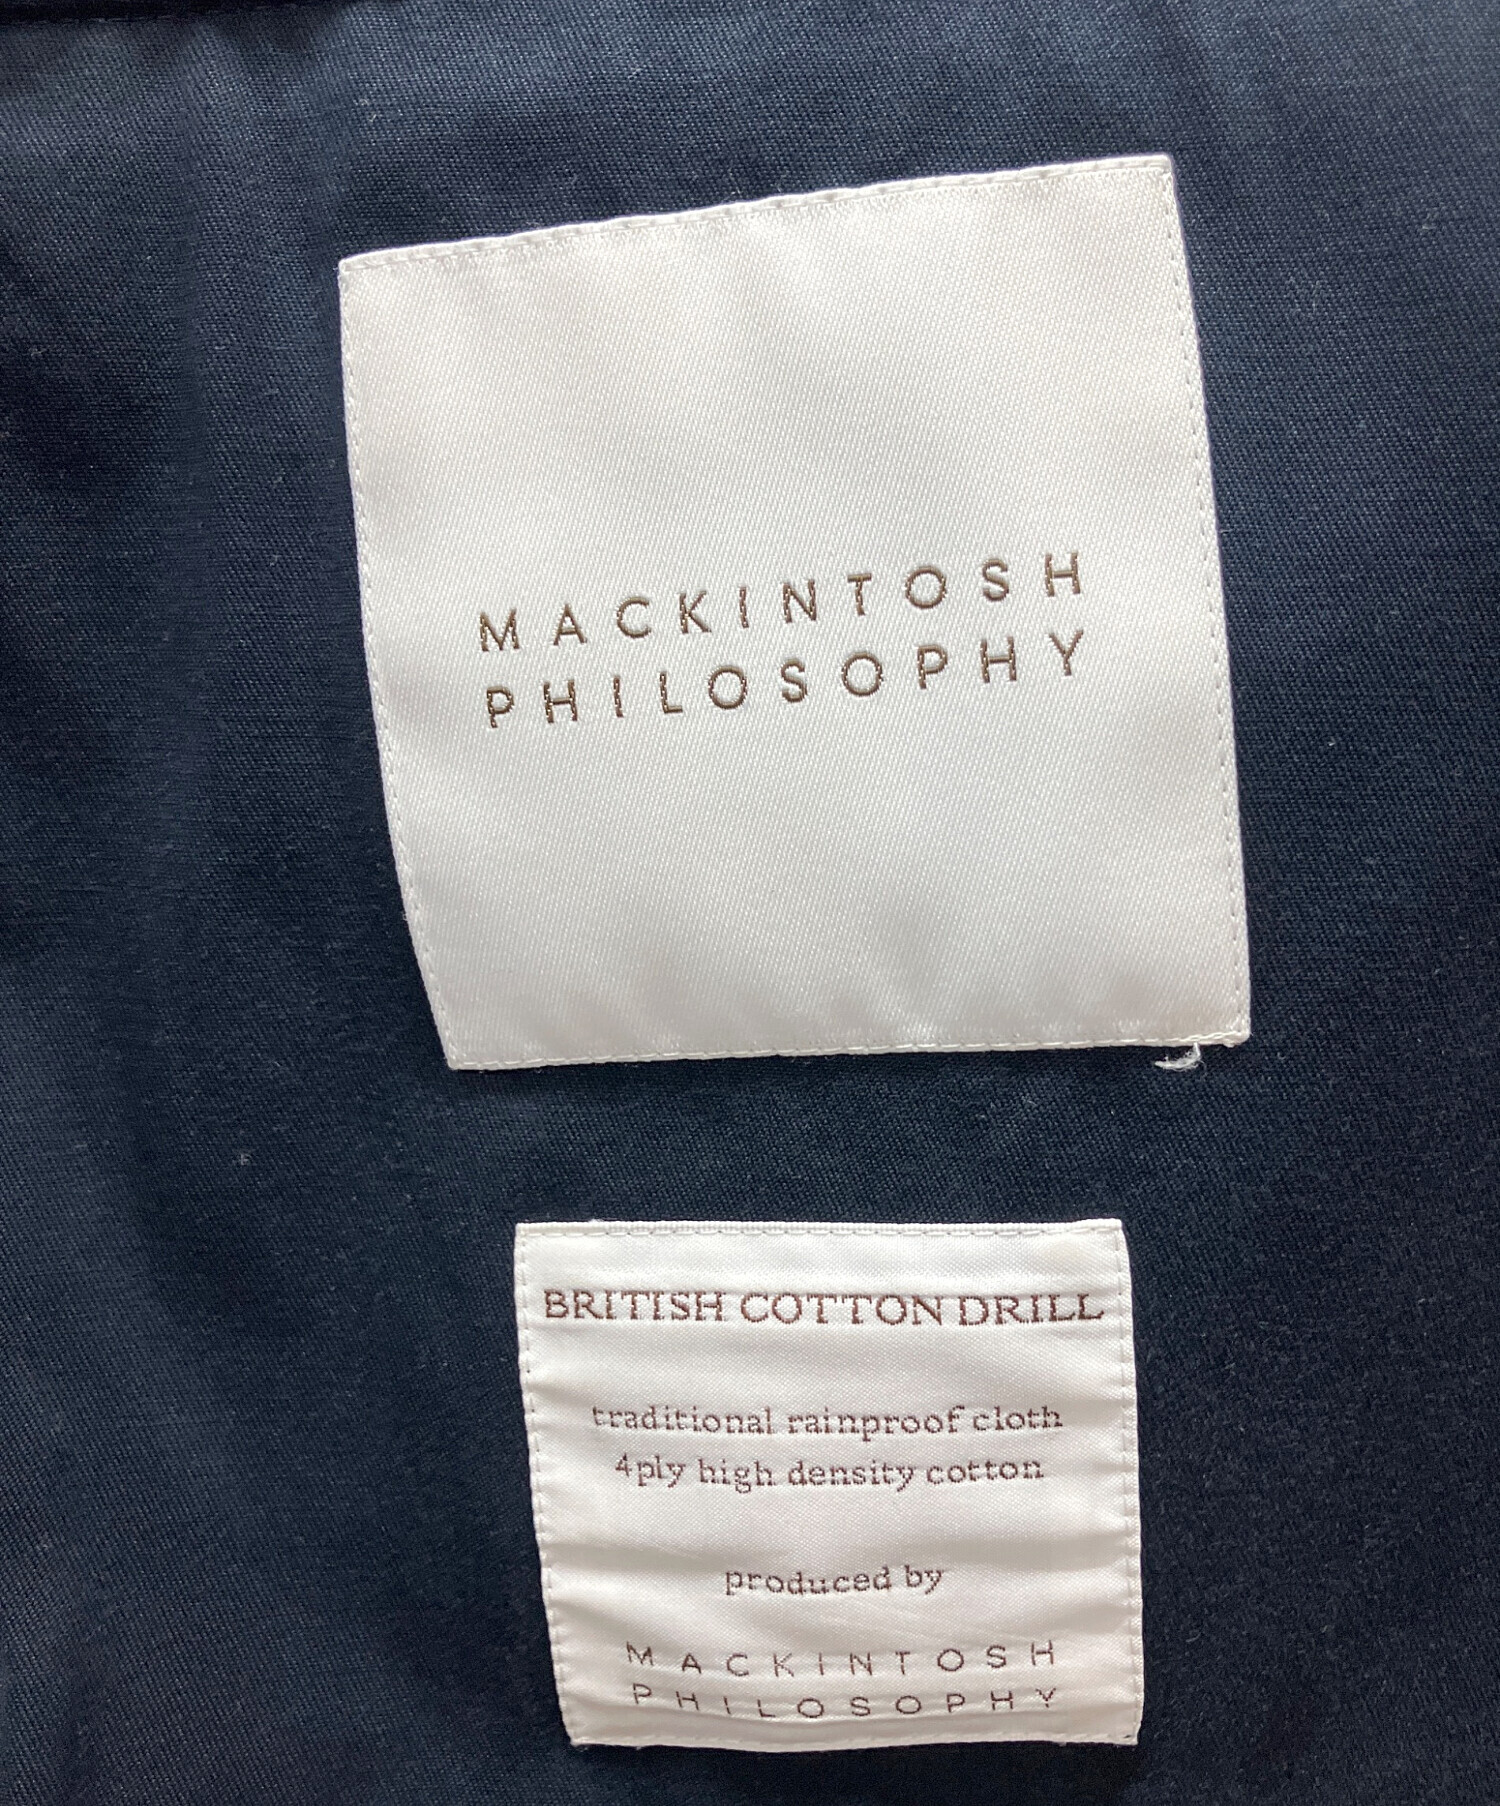 MACKINTOSH
PHILOSOPHY
BRITISH COTTON DRILL
traditional rainproof cloth
4ply high density cotton
produced by
MACKINTOSH
PHILOSOPHY